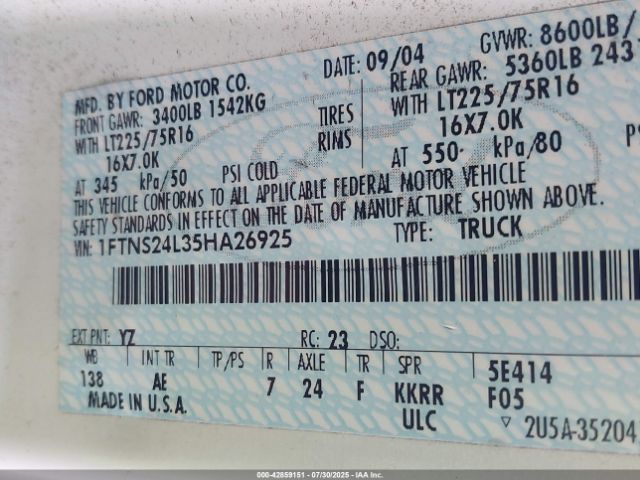 MFD. BY FORD MOTOR CO.
DATE: 09/04
GVWR: 8600LB/
FRONT GAWR: 3400LB 1542KG
REAR GAWR: 5360LB 243
WITH LT225/75R16
TIRES
WITH LT225/75R16
16X7.0K
RIMS
16X7.0K
AT 345 kPa/50 PSI COLD
AT 550 kPa/80
THIS VEHICLE CONFORMS TO ALL APPLICABLE FEDERAL MOTOR VEHICLE
SAFETY STANDARDS IN EFFECT ON THE DATE OF MANUFACTURE SHOWN ABOVE.
VIN: 1FTNS24L35HA26925
TYPE: TRUCK
EXT PNT: YZ
RC: 23 DSO:
WB INT TR TP/PS R AXLE TR SPR
5E414
138 AE 7 24 F KKRR
F05
MADE IN U.S.A.
ULC
▽ 2U5A-35204
000-42859151 - 07/30/2025 - IAA Inc.